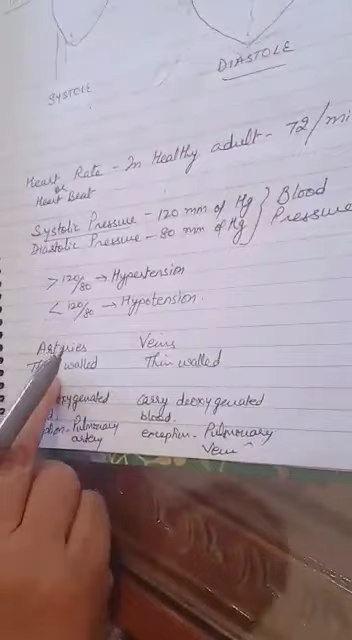 SYSTOLE
DIASTOLE
Heart Rate - In Healthy adult - 72/mi
or
Heart Beat
Systolic Pressure - 120 mm of Hg } Blood
Diastolic Pressure - 80 mm of Hg } Pressure
> 120/80 → Hypertension
< 120/80 → Hypotension.
Arteries Veins
walled Thin walled
oxygenated carry deoxygenated
blood.
Pulmonary exception - Pulmonary
artery Vein